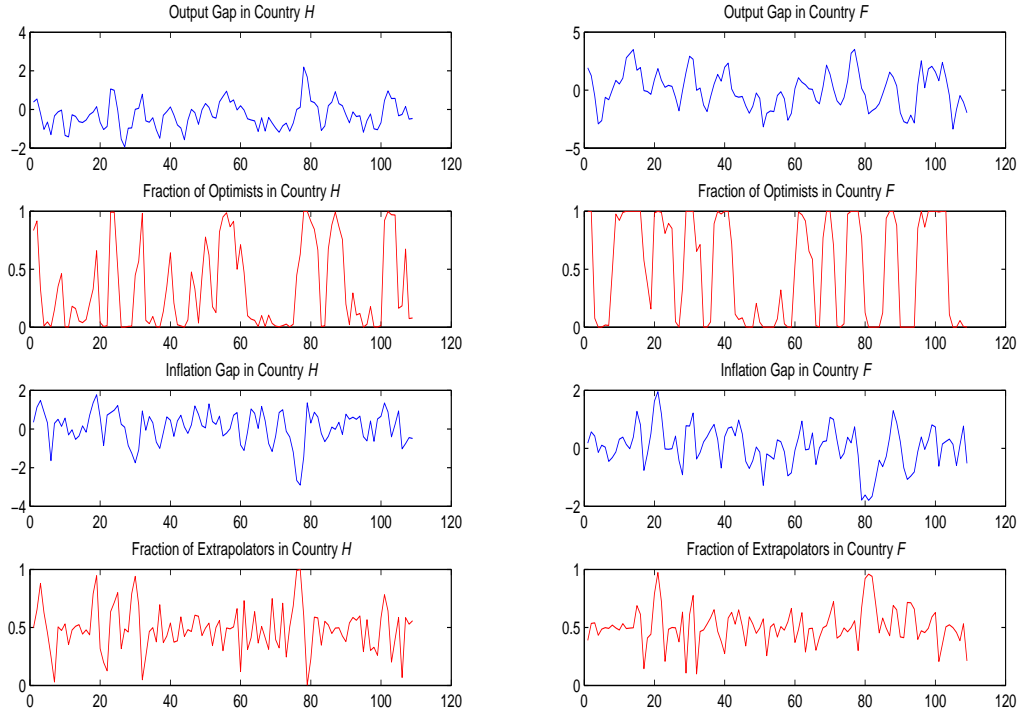 Output Gap in Country H
4
2
0
−2
0 20 40 60 80 100 120
Output Gap in Country F
5
0
−5
0 20 40 60 80 100 120
Fraction of Optimists in Country H
1
0.5
0
0 20 40 60 80 100 120
Fraction of Optimists in Country F
1
0.5
0
0 20 40 60 80 100 120
Inflation Gap in Country H
2
0
−2
−4
0 20 40 60 80 100 120
Inflation Gap in Country F
2
0
−2
0 20 40 60 80 100 120
Fraction of Extrapolators in Country H
1
0.5
0
0 20 40 60 80 100 120
Fraction of Extrapolators in Country F
1
0.5
0
0 20 40 60 80 100 120